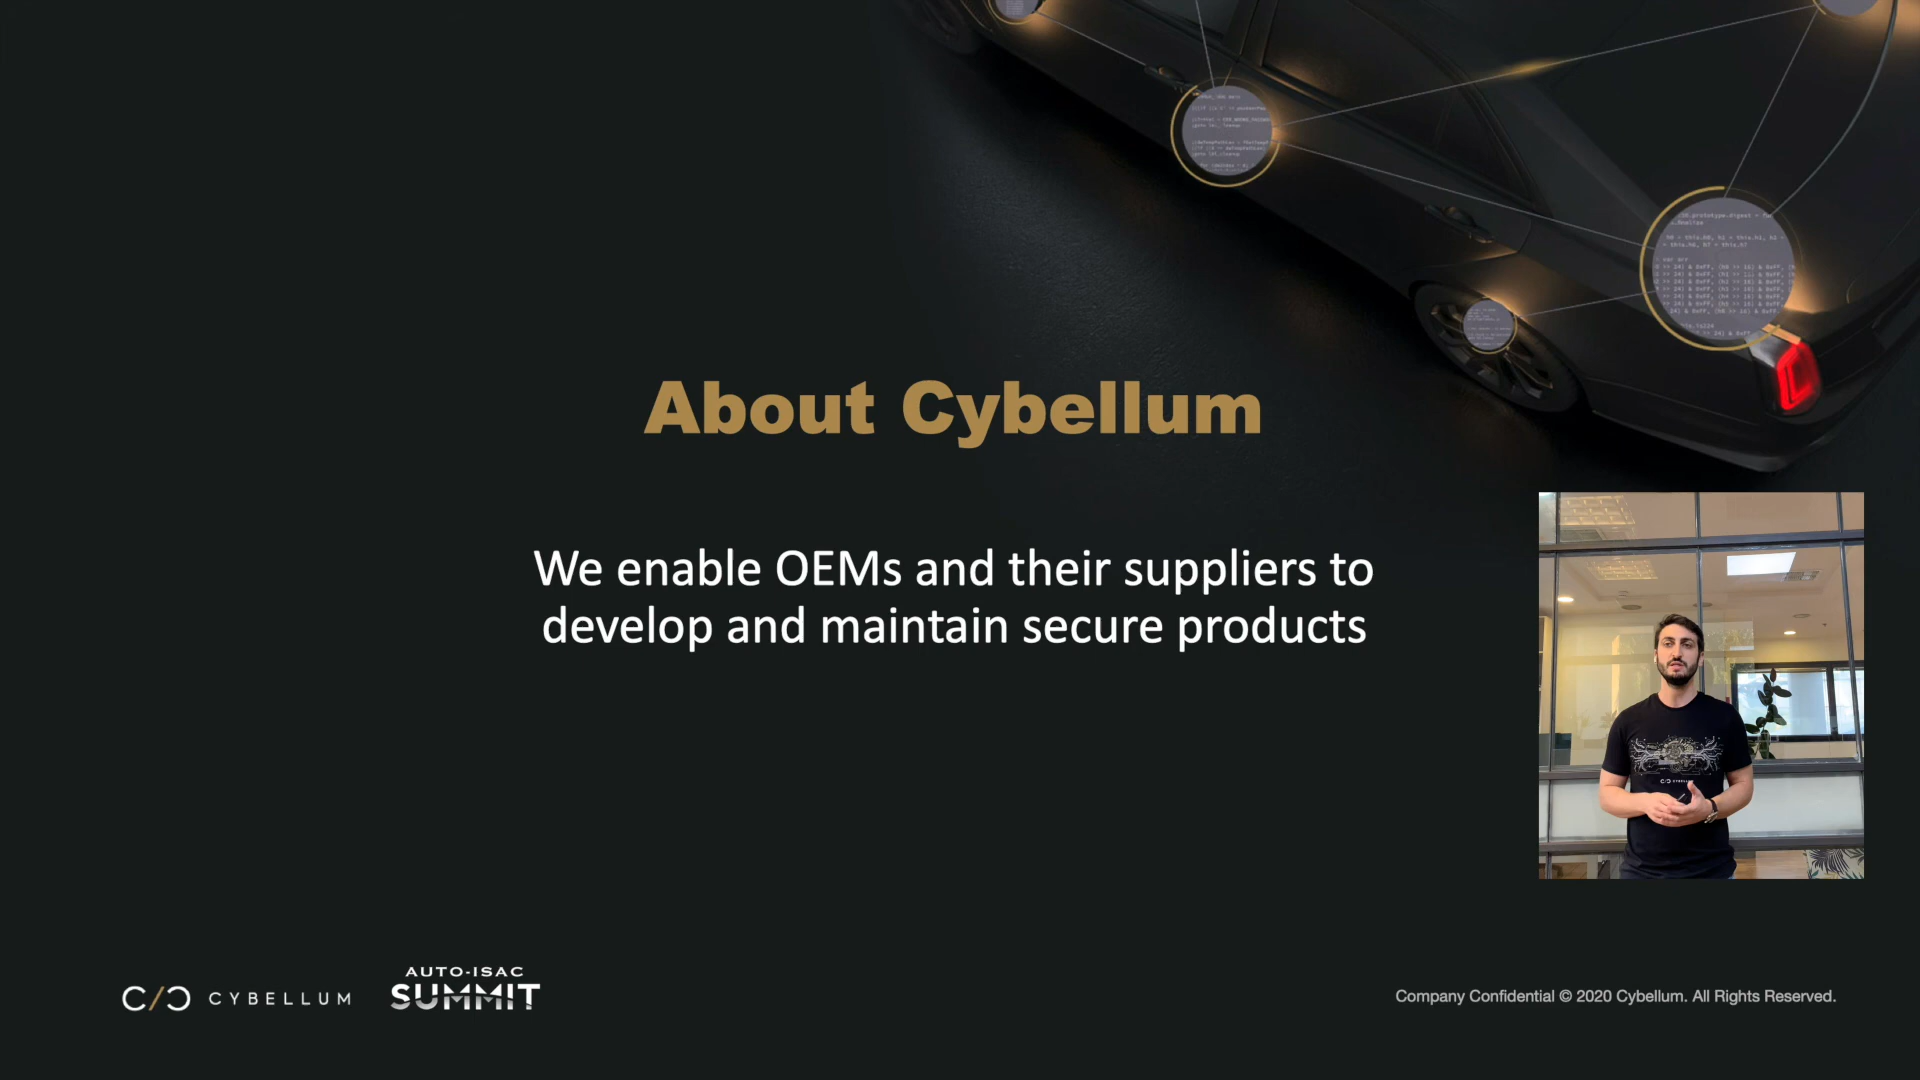 About Cybellum
We enable OEMs and their suppliers to
develop and maintain secure products
CYBELLUM
AUTO-ISAC
SUMMIT
Company Confidential © 2020 Cybellum. All Rights Reserved.